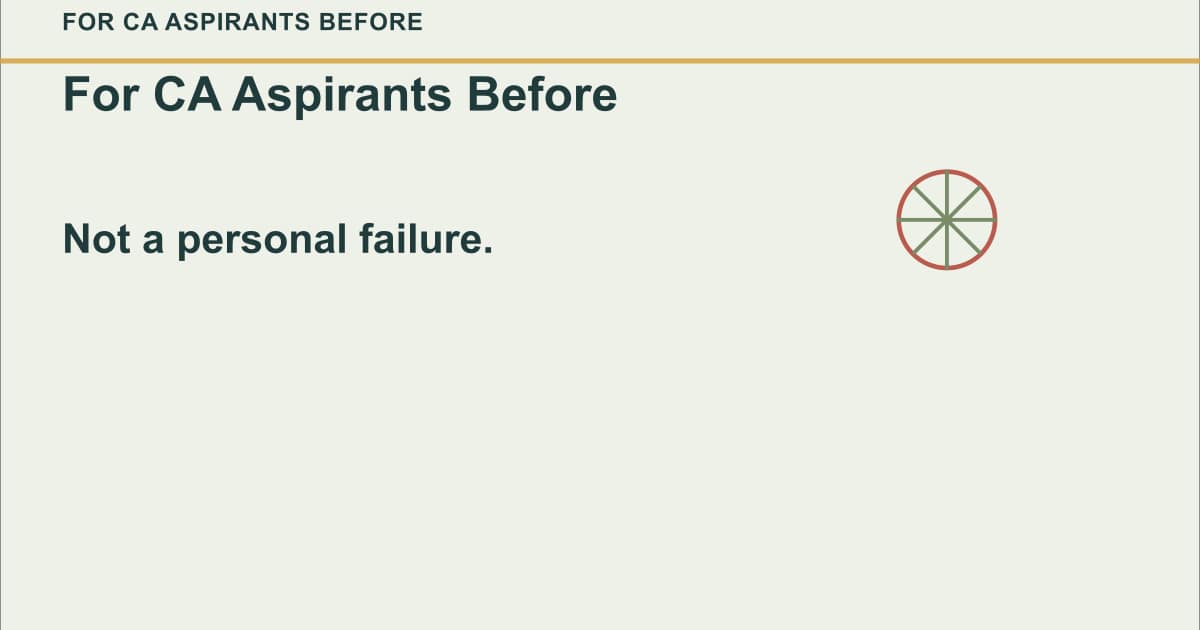 FOR CA ASPIRANTS BEFORE
For CA Aspirants Before
Not a personal failure.